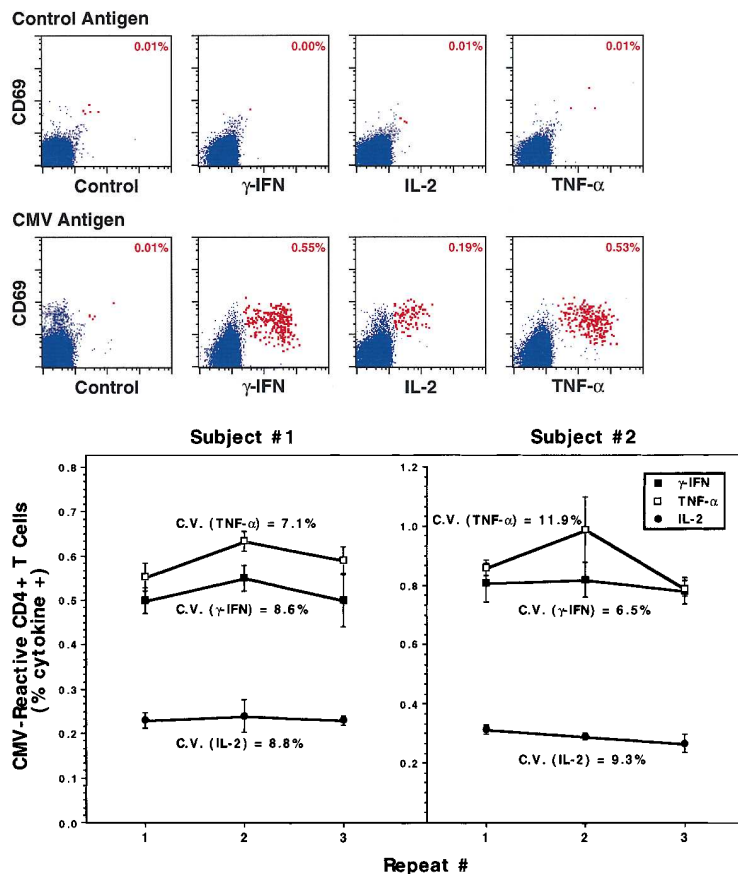 Control Antigen
0.01%
0.00%
0.01%
0.01%
CD69
Control
γ-IFN
IL-2
TNF-α
CMV Antigen
0.01%
0.55%
0.19%
0.53%
CD69
Control
γ-IFN
IL-2
TNF-α
Subject #1
Subject #2
CMV-Reactive CD4+ T Cells
(% cytokine +)
0.8
0.7
0.6
0.5
0.4
0.3
0.2
0.1
0.0
C.V. (TNF-α) = 7.1%
C.V. (γ-IFN) = 8.6%
C.V. (IL-2) = 8.8%
1 2 3
1.2
1.0
0.8
0.6
0.4
0.2
γ-IFN
TNF-α
IL-2
C.V. (TNF-α) = 11.9%
C.V. (γ-IFN) = 6.5%
C.V. (IL-2) = 9.3%
1 2 3
Repeat #